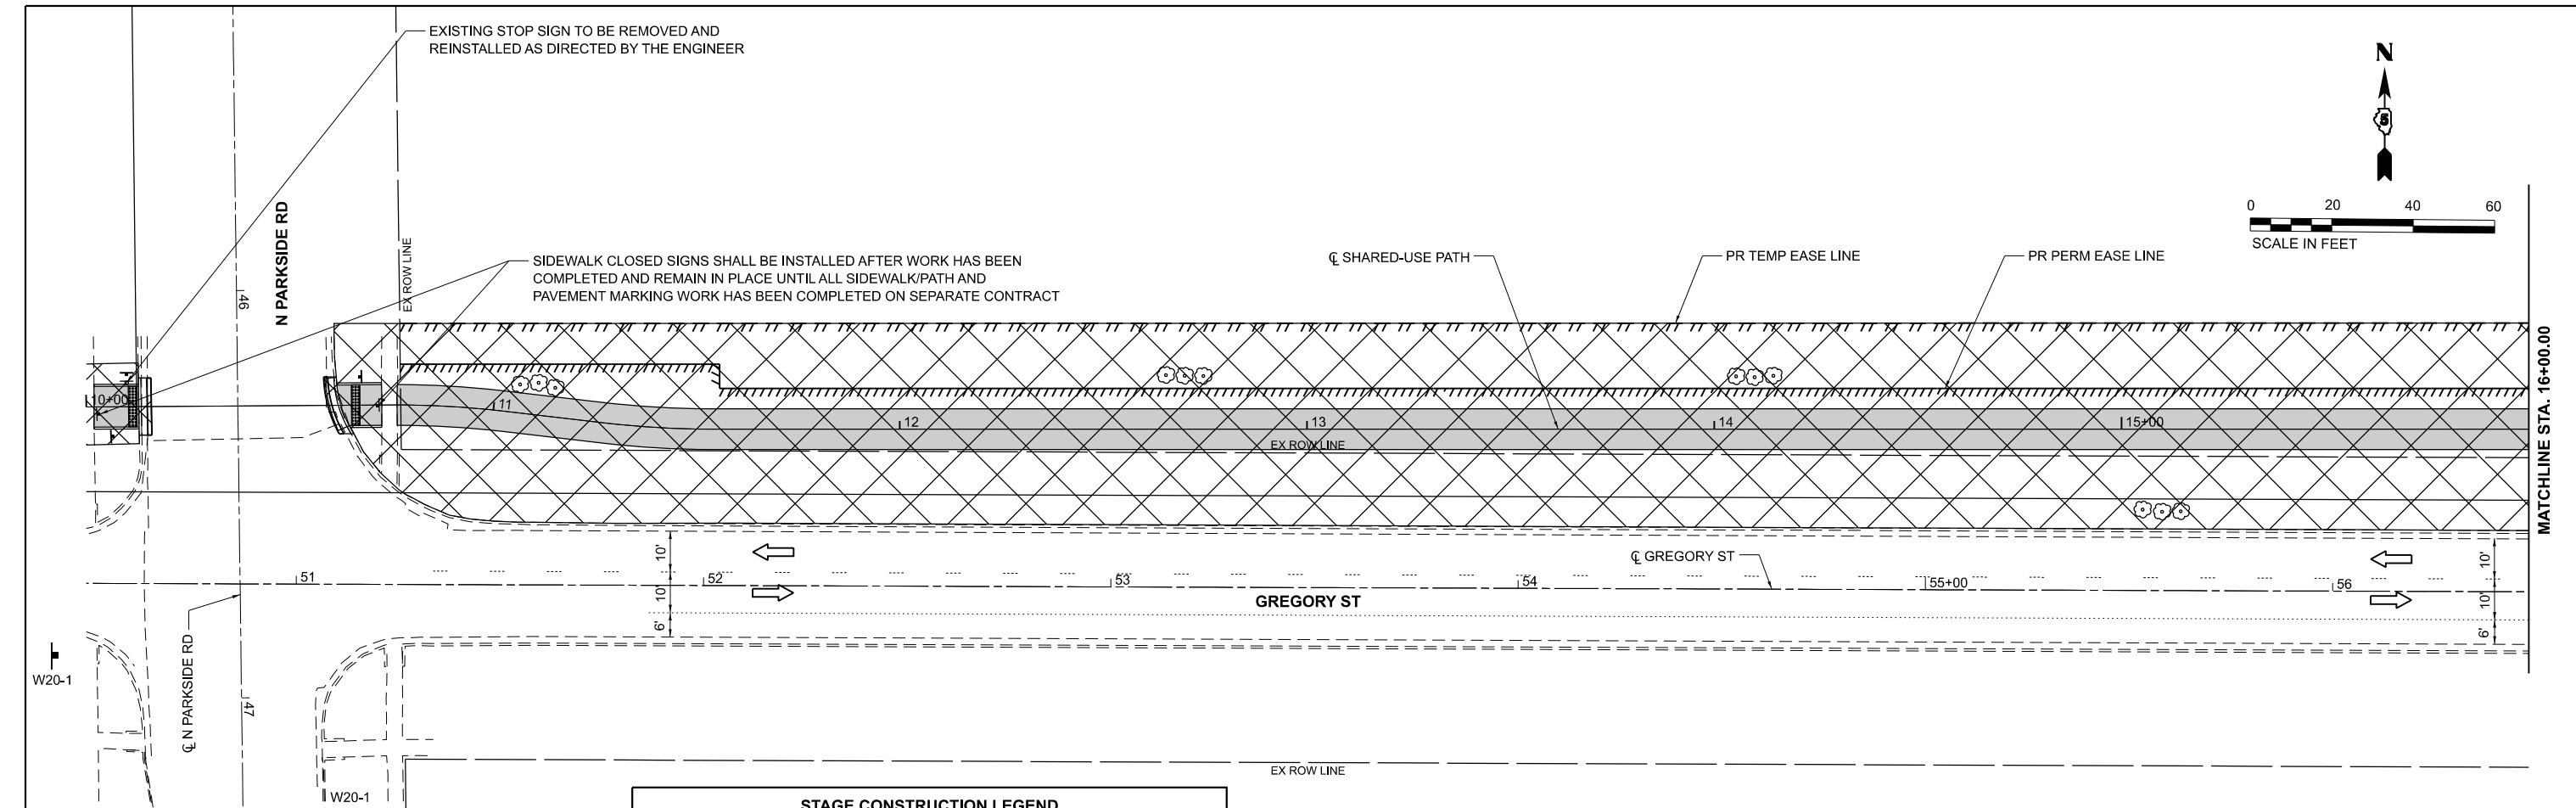 EXISTING STOP SIGN TO BE REMOVED AND
REINSTALLED AS DIRECTED BY THE ENGINEER
N
5
0 20 40 60
SCALE IN FEET
N PARKSIDE RD
46
EX ROW LINE
SIDEWALK CLOSED SIGNS SHALL BE INSTALLED AFTER WORK HAS BEEN
COMPLETED AND REMAIN IN PLACE UNTIL ALL SIDEWALK/PATH AND
PAVEMENT MARKING WORK HAS BEEN COMPLETED ON SEPARATE CONTRACT
℄ SHARED-USE PATH
PR TEMP EASE LINE
PR PERM EASE LINE
MATCHLINE STA. 16+00.00
10+00
11
12
13
14
15+00
EX ROW LINE
10'
10'
6'
℄ GREGORY ST
10'
10'
6'
51
52
53
54
55+00
56
GREGORY ST
W20-1
℄ N PARKSIDE RD
47
EX ROW LINE
W20-1
STAGE CONSTRUCTION LEGEND